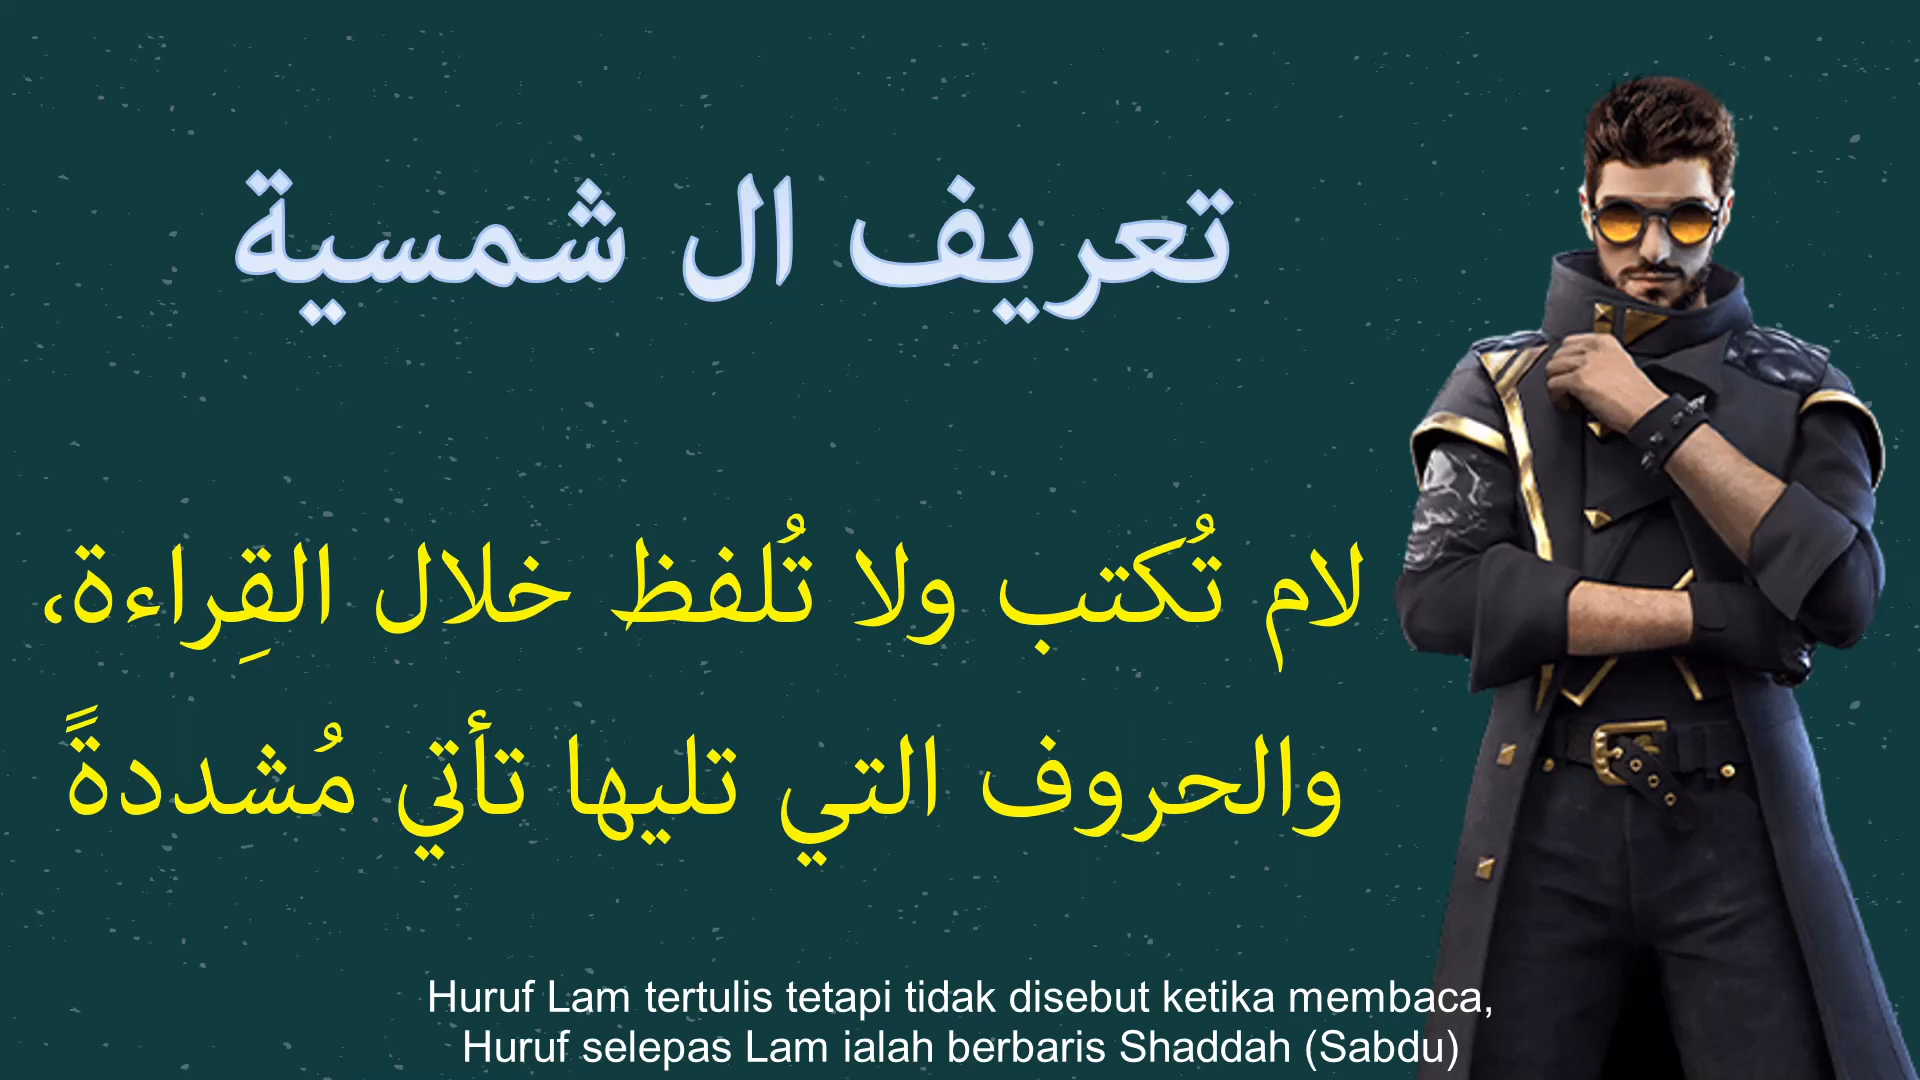 تعريف ال شمسية
لام تُكتب ولا تُلفظ خلال القِراءة،
والحروف التي تليها تأتي مُشددةً
Huruf Lam tertulis tetapi tidak disebut ketika membaca,
Huruf selepas Lam ialah berbaris Shaddah (Sabdu)